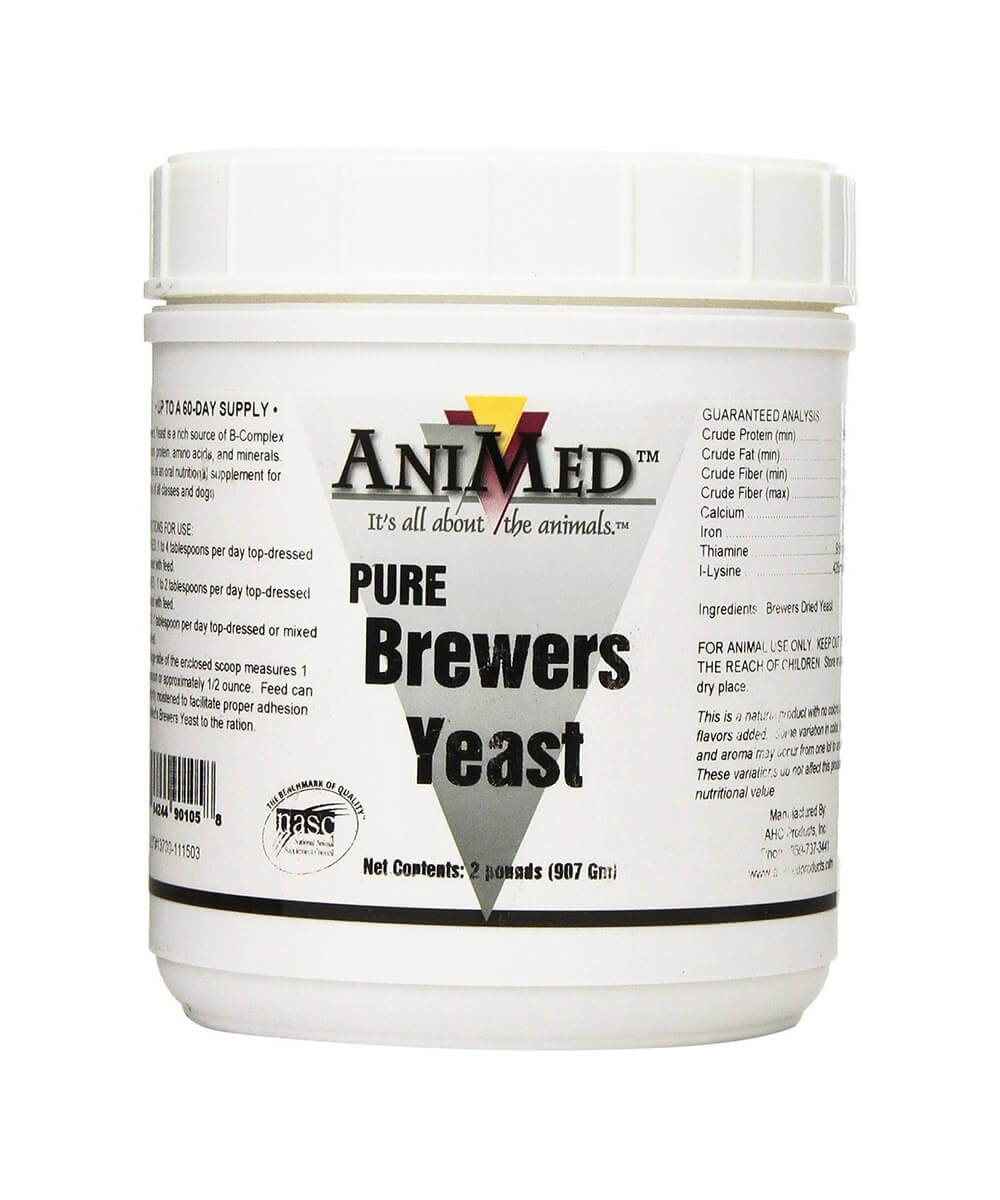 • UP TO A 60-DAY SUPPLY •
Yeast is a rich source of B-Complex
protein, amino acids, and minerals.
as an oral nutritional supplement for
of all classes and dogs
FOR USE:
1 to 4 tablespoons per day top-dressed
with feed.
1 to 2 tablespoons per day top-dressed
with feed.
tablespoon per day top-dressed or mixed
side of the enclosed scoop measures 1
or approximately 1/2 ounce. Feed can
moistened to facilitate proper adhesion
Brewers Yeast to the ration.
90105 8
-111503
ANIMED™
It's all about the animals.™
PURE
Brewers
Yeast
THE BENCHMARK OF QUALITY™
nasc
National Animal
Supplement Council
Net Contents: 2 pounds (907 Gm)
GUARANTEED ANALYSIS
Crude Protein (min)
Crude Fat (min)
Crude Fiber (min)
Crude Fiber (max)
Calcium
Iron
Thiamine
l-Lysine
Ingredients: Brewers Dried Yeast
FOR ANIMAL USE ONLY. KEEP OUT
THE REACH OF CHILDREN. Store
dry place.
This is a natural product with no
flavors added. Some variation in color
and aroma may occur from one lot to
These variations do not affect this
nutritional value
Manufactured By:
AHC Products, Inc.